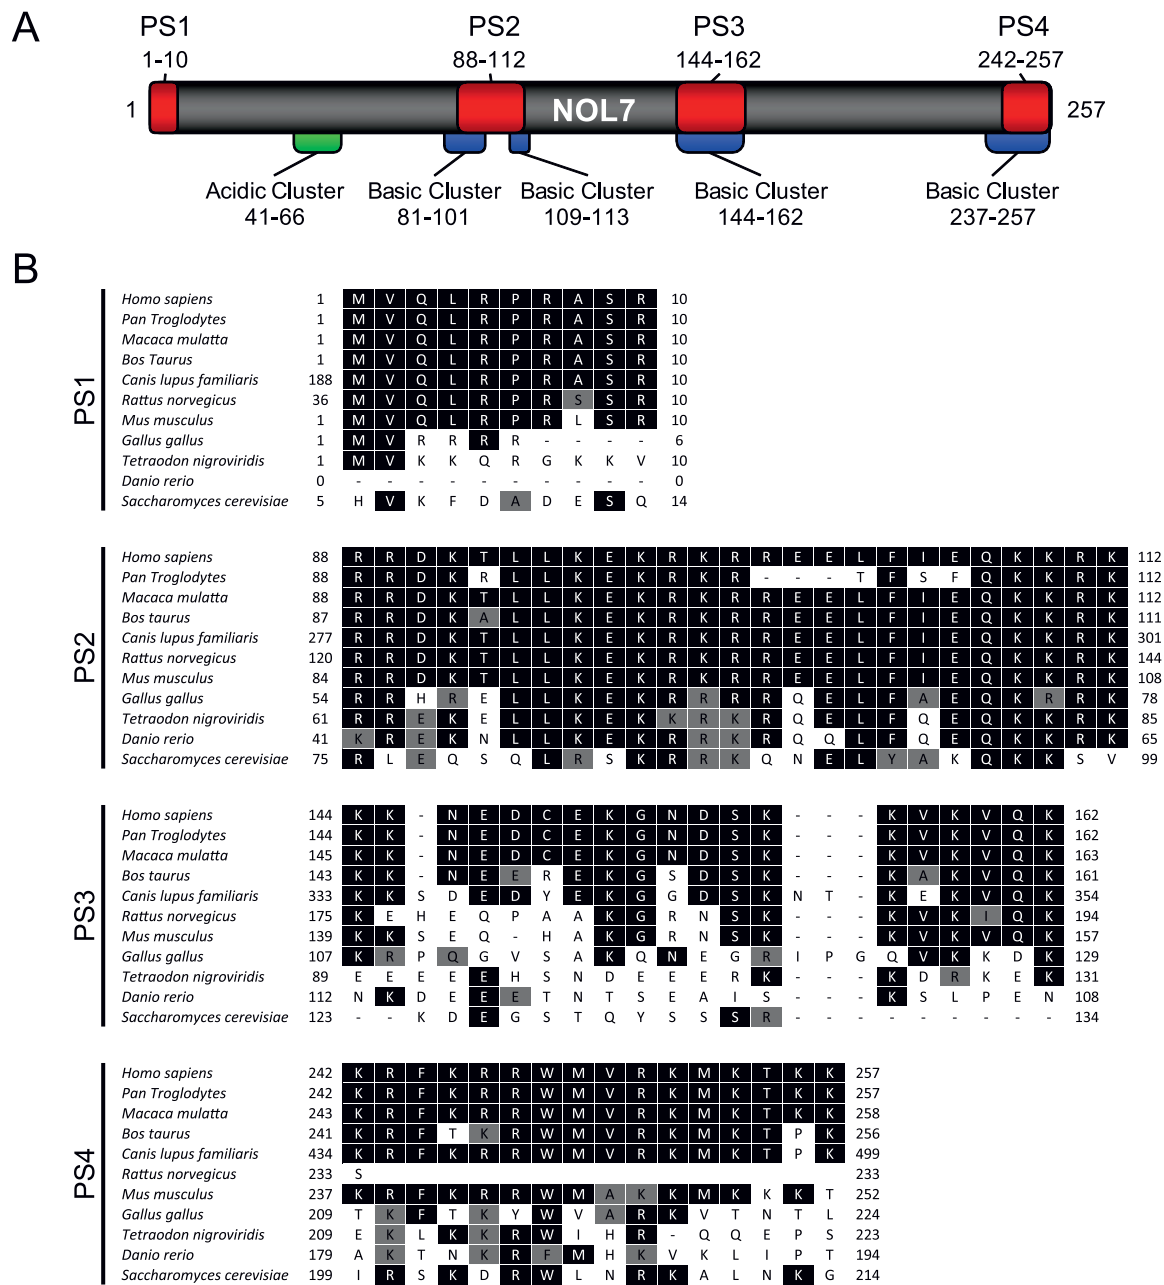 A
PS1 PS2 PS3 PS4
1-10 88-112 144-162 242-257
1 NOL7 257
Acidic Cluster Basic Cluster Basic Cluster Basic Cluster Basic Cluster
41-66 81-101 109-113 144-162 237-257
B
PS1
Homo sapiens 1 M V Q L R P R A S R 10
Pan Troglodytes 1 M V Q L R P R A S R 10
Macaca mulatta 1 M V Q L R P R A S R 10
Bos Taurus 1 M V Q L R P R A S R 10
Canis lupus familiaris 188 M V Q L R P R A S R 10
Rattus norvegicus 36 M V Q L R P R S S R 10
Mus musculus 1 M V Q L R P R L S R 10
Gallus gallus 1 M V R R R R - - - - 6
Tetraodon nigroviridis 1 M V K K Q R G K K V 10
Danio rerio 0 - - - - - - - - - - 0
Saccharomyces cerevisiae 5 H V K F D A D E S Q 14
PS2
Homo sapiens 88 R R D K T L L K E K R K R R E E L F I E Q K K R K 112
Pan Troglodytes 88 R R D K R L L K E K R K R - - - T F S F Q K K R K 112
Macaca mulatta 88 R R D K T L L K E K R K R R E E L F I E Q K K R K 112
Bos taurus 87 R R D K A L L K E K R K R R E E L F I E Q K K R K 111
Canis lupus familiaris 277 R R D K T L L K E K R K R R E E L F I E Q K K R K 301
Rattus norvegicus 120 R R D K T L L K E K R K R R E E L F I E Q K K R K 144
Mus musculus 84 R R D K T L L K E K R K R R E E L F I E Q K K R K 108
Gallus gallus 54 R R H R E L L K E K R R R R Q E L F A E Q K R R K 78
Tetraodon nigroviridis 61 R R E K E L L K E K K R K R Q E L F Q E Q K K R K 85
Danio rerio 41 K R E K N L L K E K R R K R Q Q L F Q E Q K K R K 65
Saccharomyces cerevisiae 75 R L E Q S Q L R S K R R K Q N E L Y A K Q K K S V 99
PS3
Homo sapiens 144 K K - N E D C E K G N D S K - - - K V K V Q K 162
Pan Troglodytes 144 K K - N E D C E K G N D S K - - - K V K V Q K 162
Macaca mulatta 145 K K - N E D C E K G N D S K - - - K V K V Q K 163
Bos taurus 143 K K - N E E R E K G S D S K - - - K A K V Q K 161
Canis lupus familiaris 333 K K S D E D Y E K G G D S K N T - K E K V Q K 354
Rattus norvegicus 175 K E H E Q P A A K G R N S K - - - K V K I Q K 194
Mus musculus 139 K K S E Q - H A K G R N S K - - - K V K V Q K 157
Gallus gallus 107 K R P Q G V S A K Q N E G R I P G Q V K K D K 129
Tetraodon nigroviridis 89 E E E E E H S N D E E R K - - - K D R K E K 131
Danio rerio 112 N K D E E E T N T S E A I S - - - K S L P E N 108
Saccharomyces cerevisiae 123 - - K D E G S T Q Y S S S R - - - - - - - - - 134
PS4
Homo sapiens 242 K R F K R R W M V R K M K T K K 257
Pan Troglodytes 242 K R F K R R W M V R K M K T K K 257
Macaca mulatta 243 K R F K R R W M V R K M K T K K 258
Bos taurus 241 K R F T K R W M V R K M K T P K 256
Canis lupus familiaris 434 K R F K R R W M V R K M K T P K 499
Rattus norvegicus 233 S 233
Mus musculus 237 K R F K R R W M A K K M K K K T 252
Gallus gallus 209 T K F T K Y W V A R K V T N T L 224
Tetraodon nigroviridis 209 E K L K K R W I H R - Q Q E P S 223
Danio rerio 179 A K T N K R F M H K V K L I P T 194
Saccharomyces cerevisiae 199 I R S K D R W L N R K A L N K G 214